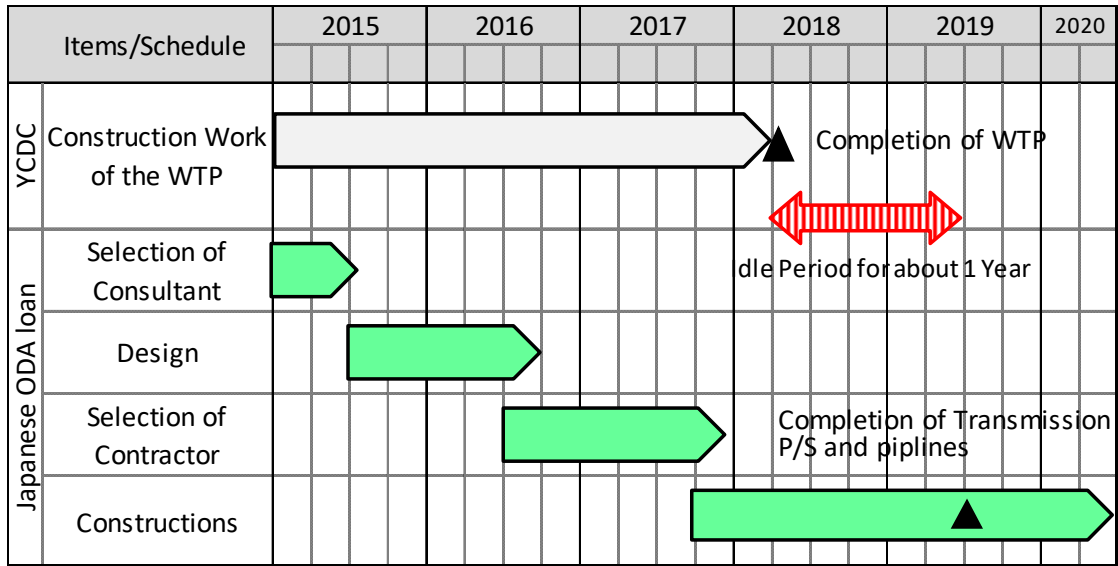 Items/Schedule
2015 2016 2017 2018 2019 2020
YCDC
Construction Work
of the WTP
Completion of WTP
Idle Period for about 1 Year
Japanese ODA loan
Selection of
Consultant
Design
Selection of
Contractor
Completion of Transmission
P/S and piplines
Constructions